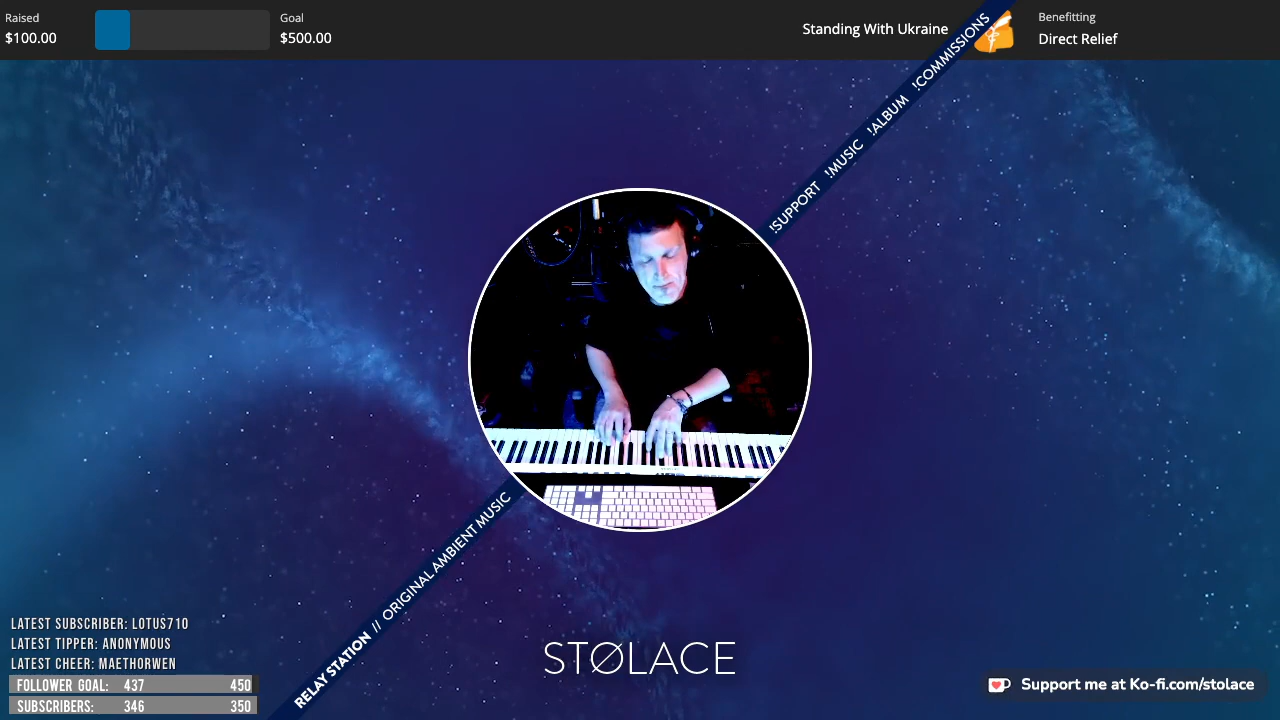 Raised
$100.00
Goal
$500.00
Standing With Ukraine
Benefitting
Direct Relief
!SUPPORT !MUSIC !ALBUM !COMMISSIONS
RELAY STATION // ORIGINAL AMBIENT MUSIC
STØLACE
LATEST SUBSCRIBER: LOTUS710
LATEST TIPPER: ANONYMOUS
LATEST CHEER: MAETHORWEN
FOLLOWER GOAL: 437 450
SUBSCRIBERS: 346 350
Support me at Ko-fi.com/stolace